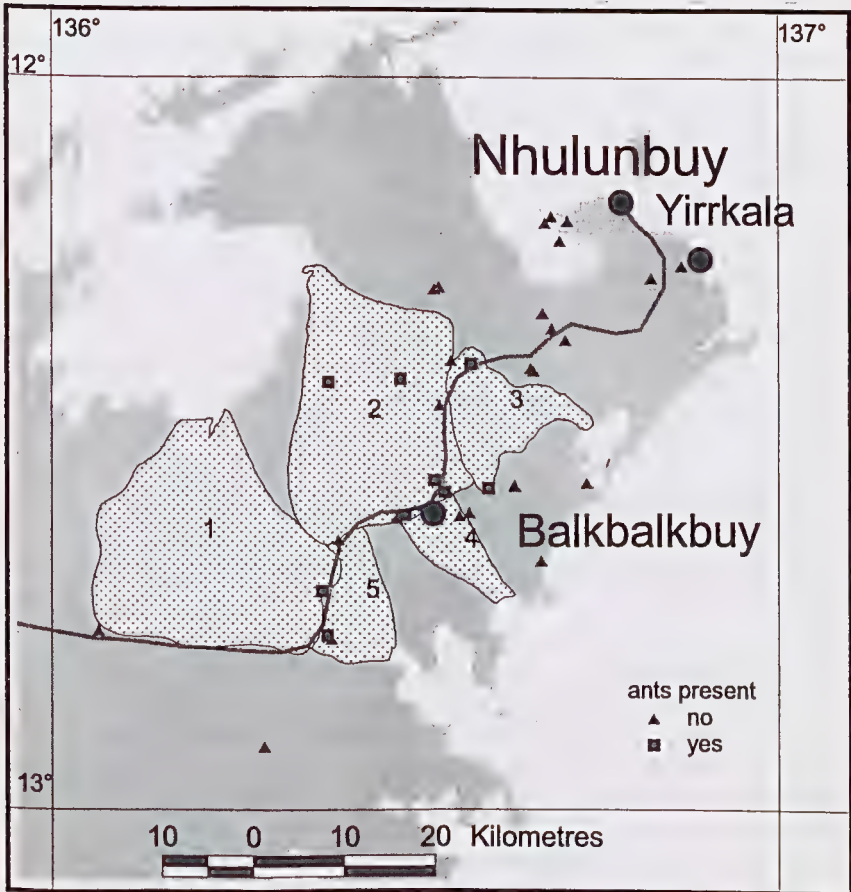 136°
137°
12°
Nhulunbuy
Yirrkala
2
3
1
Balkbalkbuy
4
5
ants present
no
yes
13°
10 0 10 20 Kilometres